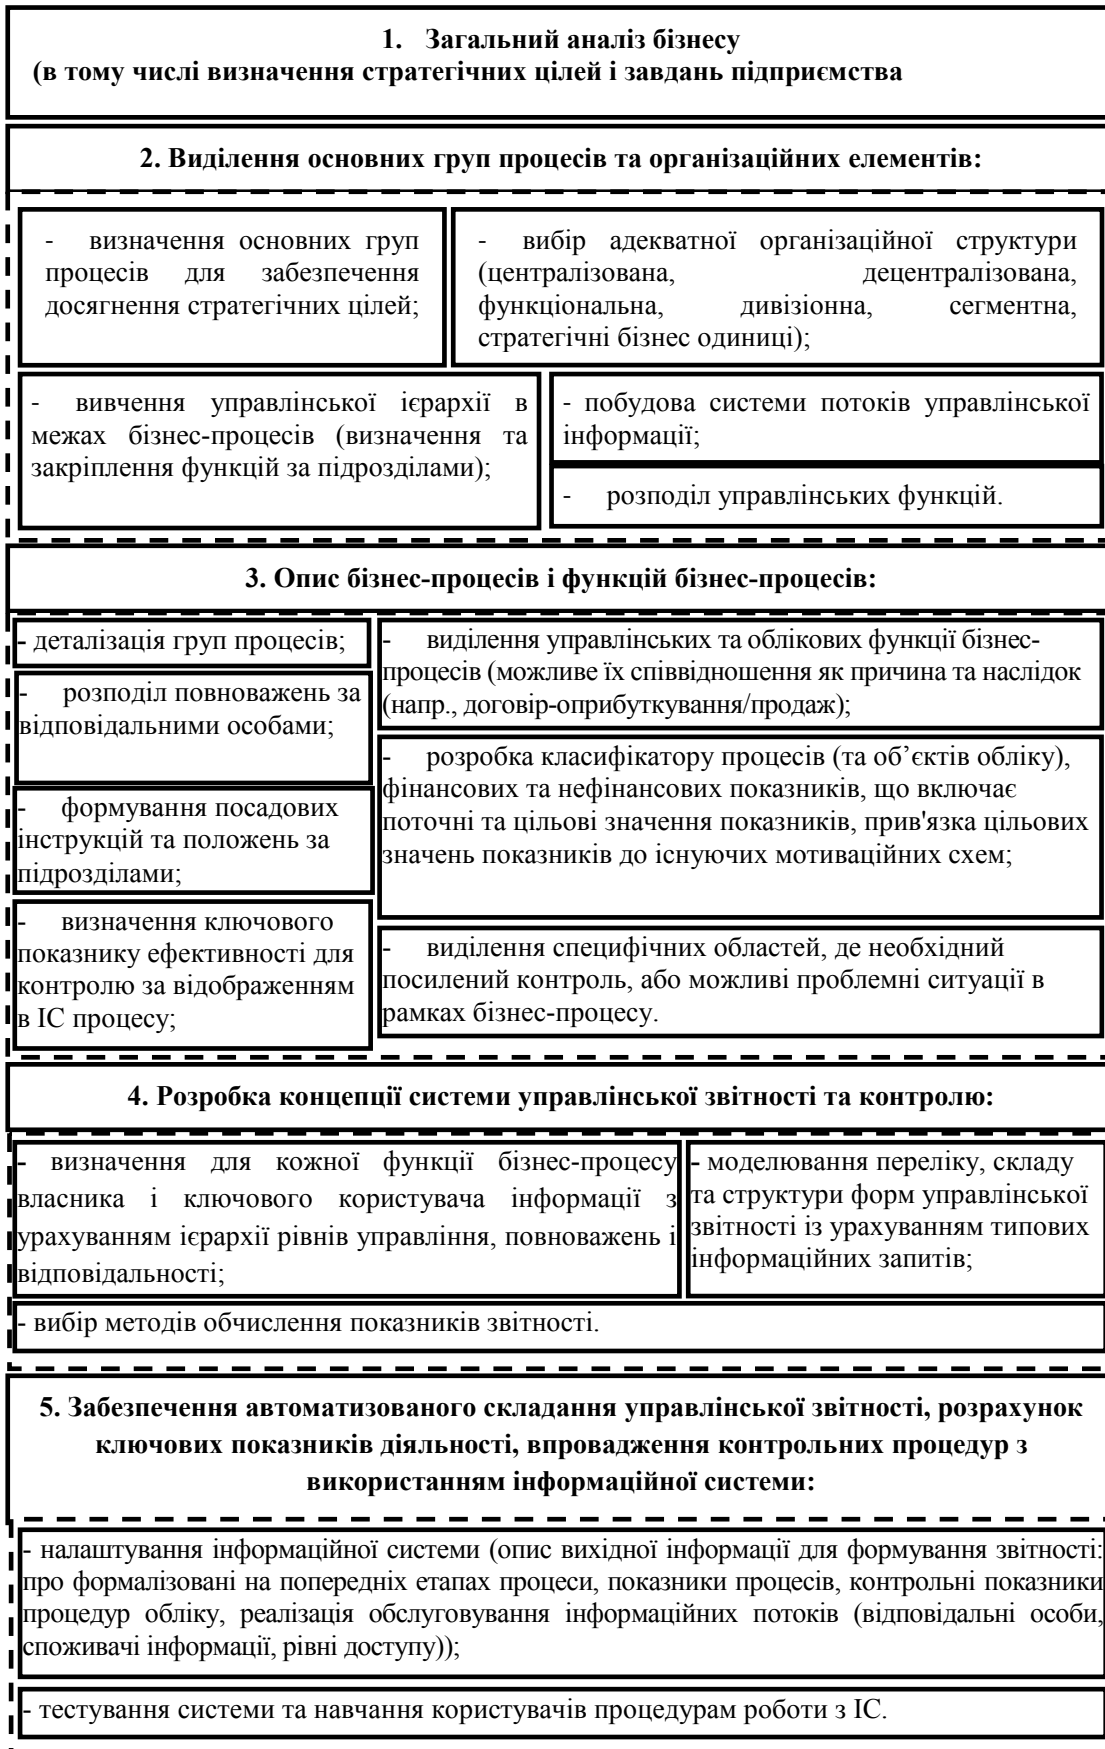 1. Загальний аналіз бізнесу
(в тому числі визначення стратегічних цілей і завдань підприємства
2. Виділення основних груп процесів та організаційних елементів:
- визначення основних груп
процесів для забезпечення
досягнення стратегічних цілей;
- вибір адекватної організаційної структури
(централізована, децентралізована,
функціональна, дивізіонна, сегментна,
стратегічні бізнес одиниці);
- вивчення управлінської ієрархії в
межах бізнес-процесів (визначення та
закріплення функцій за підрозділами);
- побудова системи потоків управлінської
інформації;
- розподіл управлінських функцій.
3. Опис бізнес-процесів і функцій бізнес-процесів:
- деталізація груп процесів;
- розподіл повноважень за
відповідальними особами;
- формування посадових
інструкцій та положень за
підрозділами;
- визначення ключового
показнику ефективності для
контролю за відображенням
в ІС процесу;
- виділення управлінських та облікових функції бізнес-
процесів (можливе їх співвідношення як причина та наслідок
(напр., договір-оприбуткування/продаж);
- розробка класифікатору процесів (та об’єктів обліку),
фінансових та нефінансових показників, що включає
поточні та цільові значення показників, прив'язка цільових
значень показників до існуючих мотиваційних схем;
- виділення специфічних областей, де необхідний
посилений контроль, або можливі проблемні ситуації в
рамках бізнес-процесу.
4. Розробка концепції системи управлінської звітності та контролю:
- визначення для кожної функції бізнес-процесу
власника і ключового користувача інформації з
урахуванням ієрархії рівнів управління, повноважень і
відповідальності;
- моделювання переліку, складу
та структури форм управлінської
звітності із урахуванням типових
інформаційних запитів;
- вибір методів обчислення показників звітності.
5. Забезпечення автоматизованого складання управлінської звітності, розрахунок
ключових показників діяльності, впровадження контрольних процедур з
використанням інформаційної системи:
- налаштування інформаційної системи (опис вихідної інформації для формування звітності:
про формалізовані на попередніх етапах процеси, показники процесів, контрольні показники
процедур обліку, реалізація обслуговування інформаційних потоків (відповідальні особи,
споживачі інформації, рівні доступу));
- тестування системи та навчання користувачів процедурам роботи з ІС.